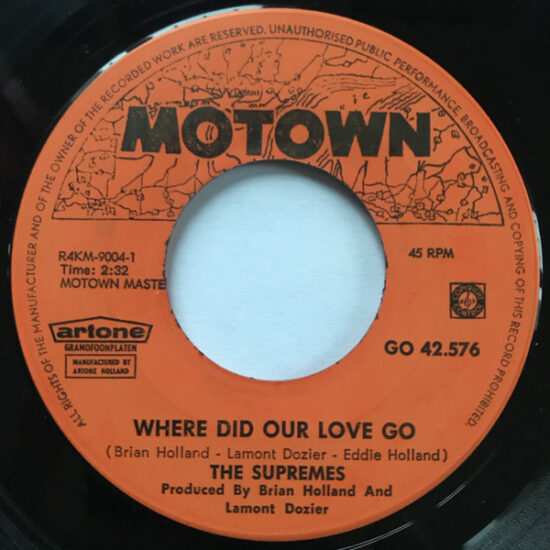 ALL RIGHTS OF THE MANUFACTURER AND OF THE OWNER OF THE RECORDED WORK ARE RESERVED. UNAUTHORISED PUBLIC PERFORMANCE, BROADCASTING AND COPYING OF THIS RECORD PROHIBITED.
Detroit
MOTOWN
R4KM-9004-1
Time: 2:32
MOTOWN MASTE
45 RPM
artone
GRAMOFOONPLATEN
MANUFACTURED BY
ARTONE HOLLAND
COPYRIGHT
CONTROL
GO 42.576
WHERE DID OUR LOVE GO
(Brian Holland - Lamont Dozier - Eddie Holland)
THE SUPREMES
Produced By Brian Holland And
Lamont Dozier